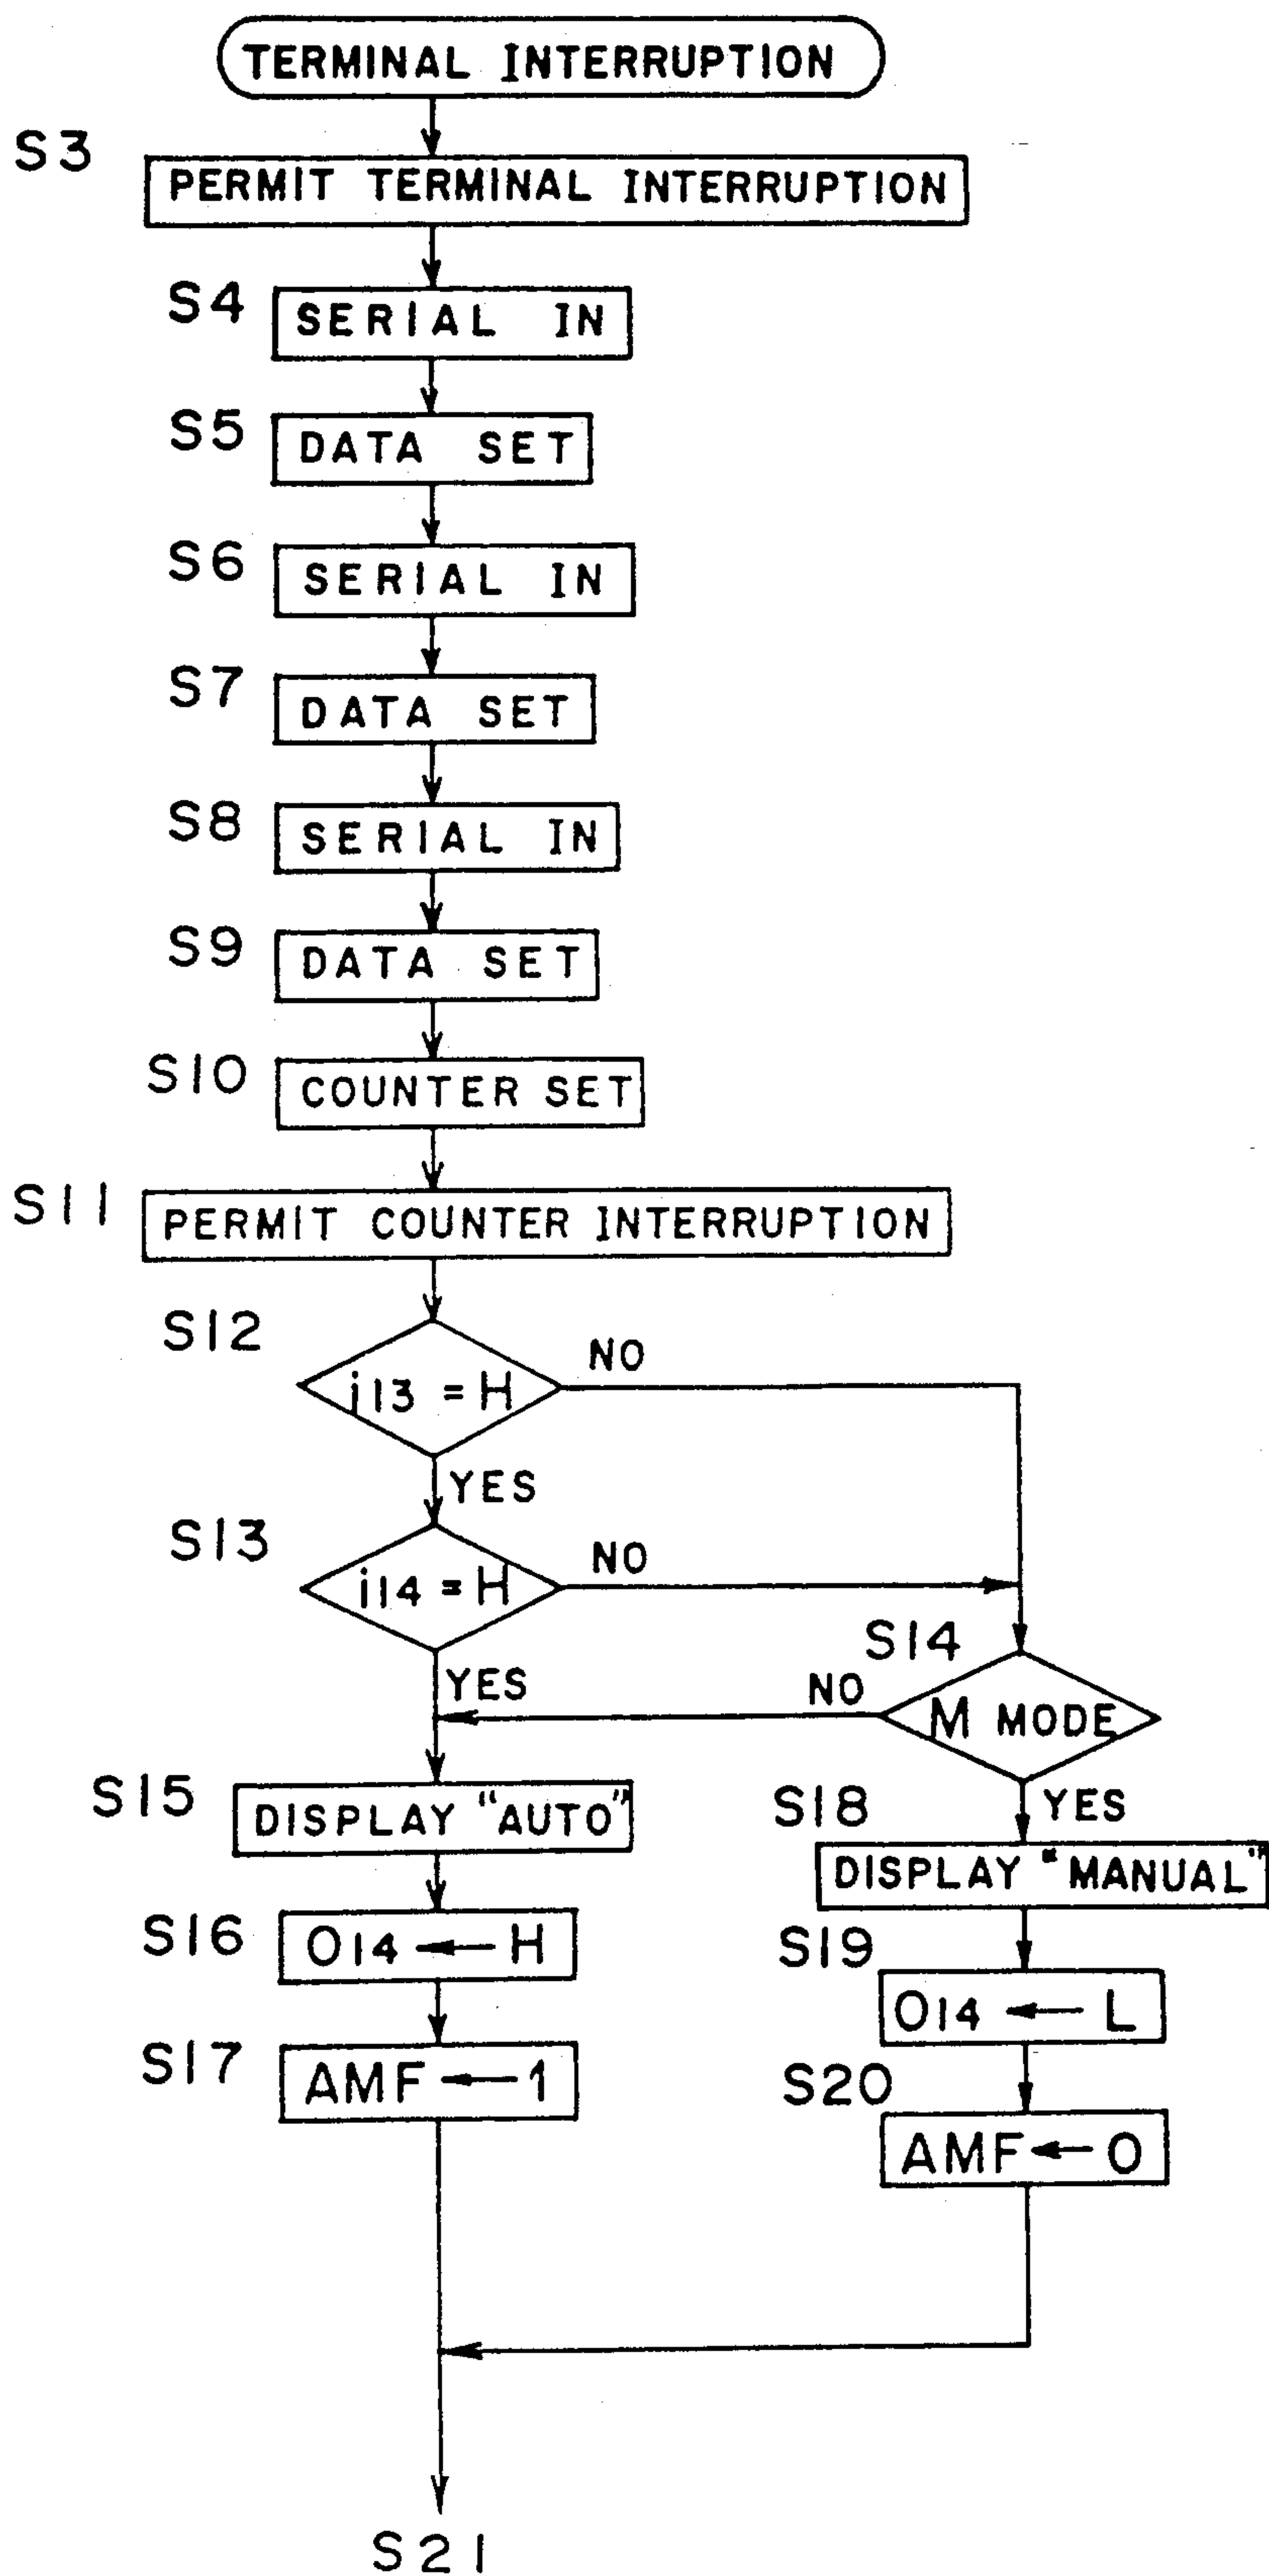 TERMINAL INTERRUPTION
S3
PERMIT TERMINAL INTERRUPTION
S4
SERIAL IN
S5
DATA SET
S6
SERIAL IN
S7
DATA SET
S8
SERIAL IN
S9
DATA SET
S10
COUNTER SET
S11
PERMIT COUNTER INTERRUPTION
S12
i13 = H
NO
YES
S13
i14 = H
NO
YES
S14
M MODE
NO
YES
S15
DISPLAY "AUTO"
S16
O14 ← H
S17
AMF ← 1
S18
DISPLAY "MANUAL"
S19
O14 ← L
S20
AMF ← 0
S21